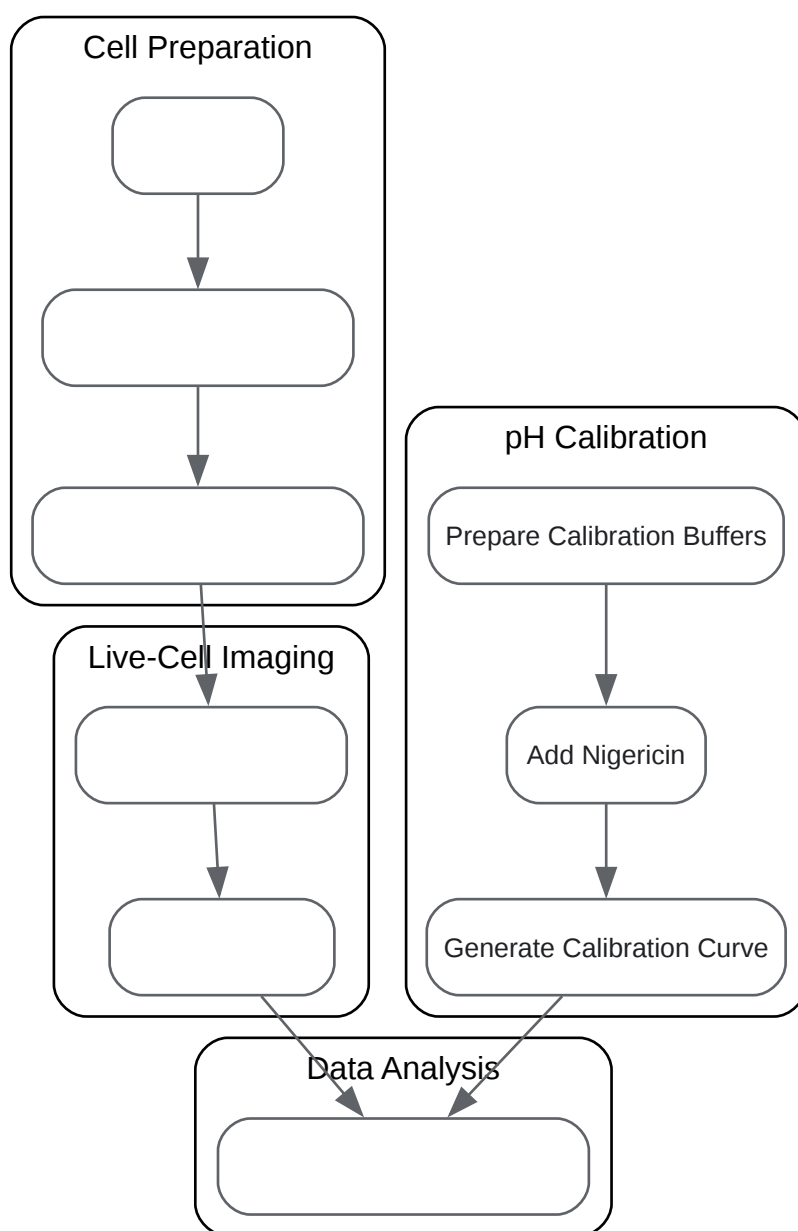 Cell Preparation
pH Calibration
Prepare Calibration Buffers
Live-Cell Imaging
Add Nigericin
Generate Calibration Curve
Data Analysis